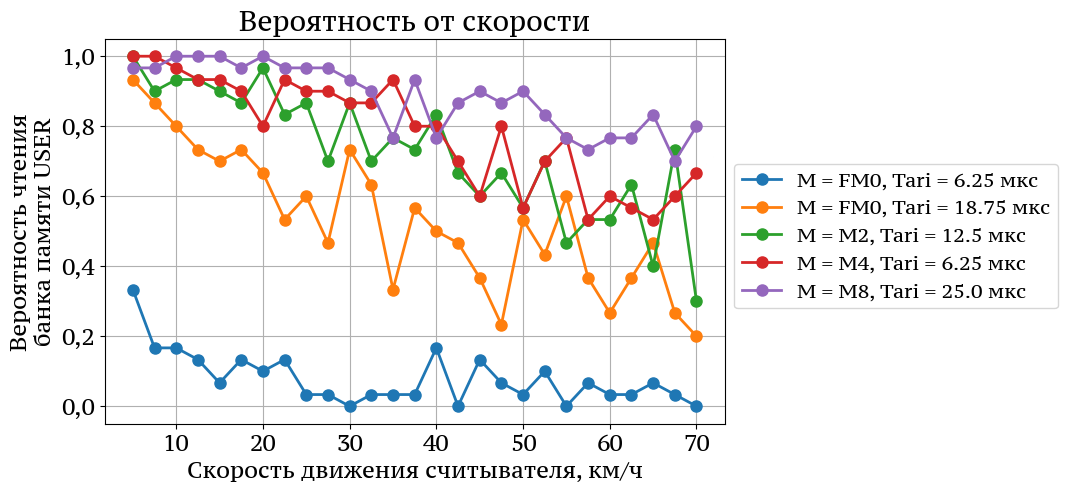 Вероятность от скорости
Вероятность чтения
банка памяти USER
1,0
0,8
0,6
0,4
0,2
0,0
10 20 30 40 50 60 70
Скорость движения считывателя, км/ч
M = FM0, Tari = 6.25 мкс
M = FM0, Tari = 18.75 мкс
M = M2, Tari = 12.5 мкс
M = M4, Tari = 6.25 мкс
M = M8, Tari = 25.0 мкс